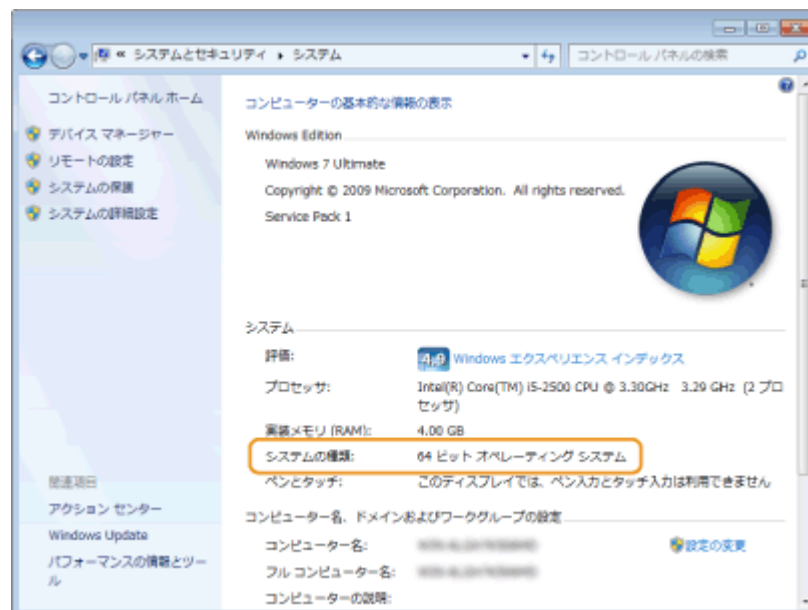 « システムとセキュリティ ▸ システム
コントロール パネルの検索
コントロール パネル ホーム
デバイス マネージャー
リモートの設定
システムの保護
システムの詳細設定
関連項目
アクション センター
Windows Update
パフォーマンスの情報とツー
ル
コンピューターの基本的な情報の表示
Windows Edition
Windows 7 Ultimate
Copyright © 2009 Microsoft Corporation. All rights reserved.
Service Pack 1
システム
評価: 4.9 Windows エクスペリエンス インデックス
プロセッサ: Intel(R) Core(TM) i5-2500 CPU @ 3.30GHz 3.29 GHz (2 プロ
セッサ)
実装メモリ (RAM): 4.00 GB
システムの種類: 64 ビット オペレーティング システム
ペンとタッチ: このディスプレイでは、ペン入力とタッチ入力は利用できません
コンピューター名、ドメインおよびワークグループの設定
コンピューター名: 設定の変更
フル コンピューター名:
コンピューターの説明: